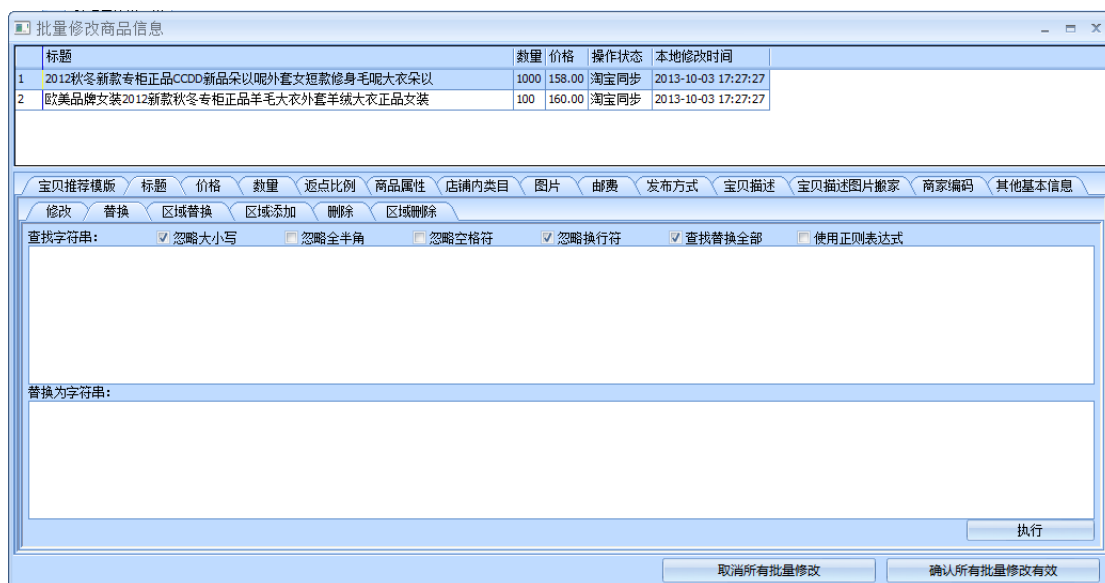 批量修改商品信息
标题 数量 价格 操作状态 本地修改时间
1 2012秋冬新款专柜正品CCDD新品朵以呢外套女短款修身毛呢大衣朵以 1000 158.00 淘宝同步 2013-10-03 17:27:27
2 欧美品牌女装2012新款秋冬专柜正品羊毛大衣外套羊绒大衣正品女装 100 160.00 淘宝同步 2013-10-03 17:27:27
宝贝推荐模版 标题 价格 数量 返点比例 商品属性 店铺内类目 图片 邮费 发布方式 宝贝描述 宝贝描述图片搬家 商家编码 其他基本信息
修改 替换 区域替换 区域添加 删除 区域删除
查找字符串: 忽略大小写 忽略全半角 忽略空格符 忽略换行符 查找替换全部 使用正则表达式
替换为字符串:
执行
取消所有批量修改 确认所有批量修改有效